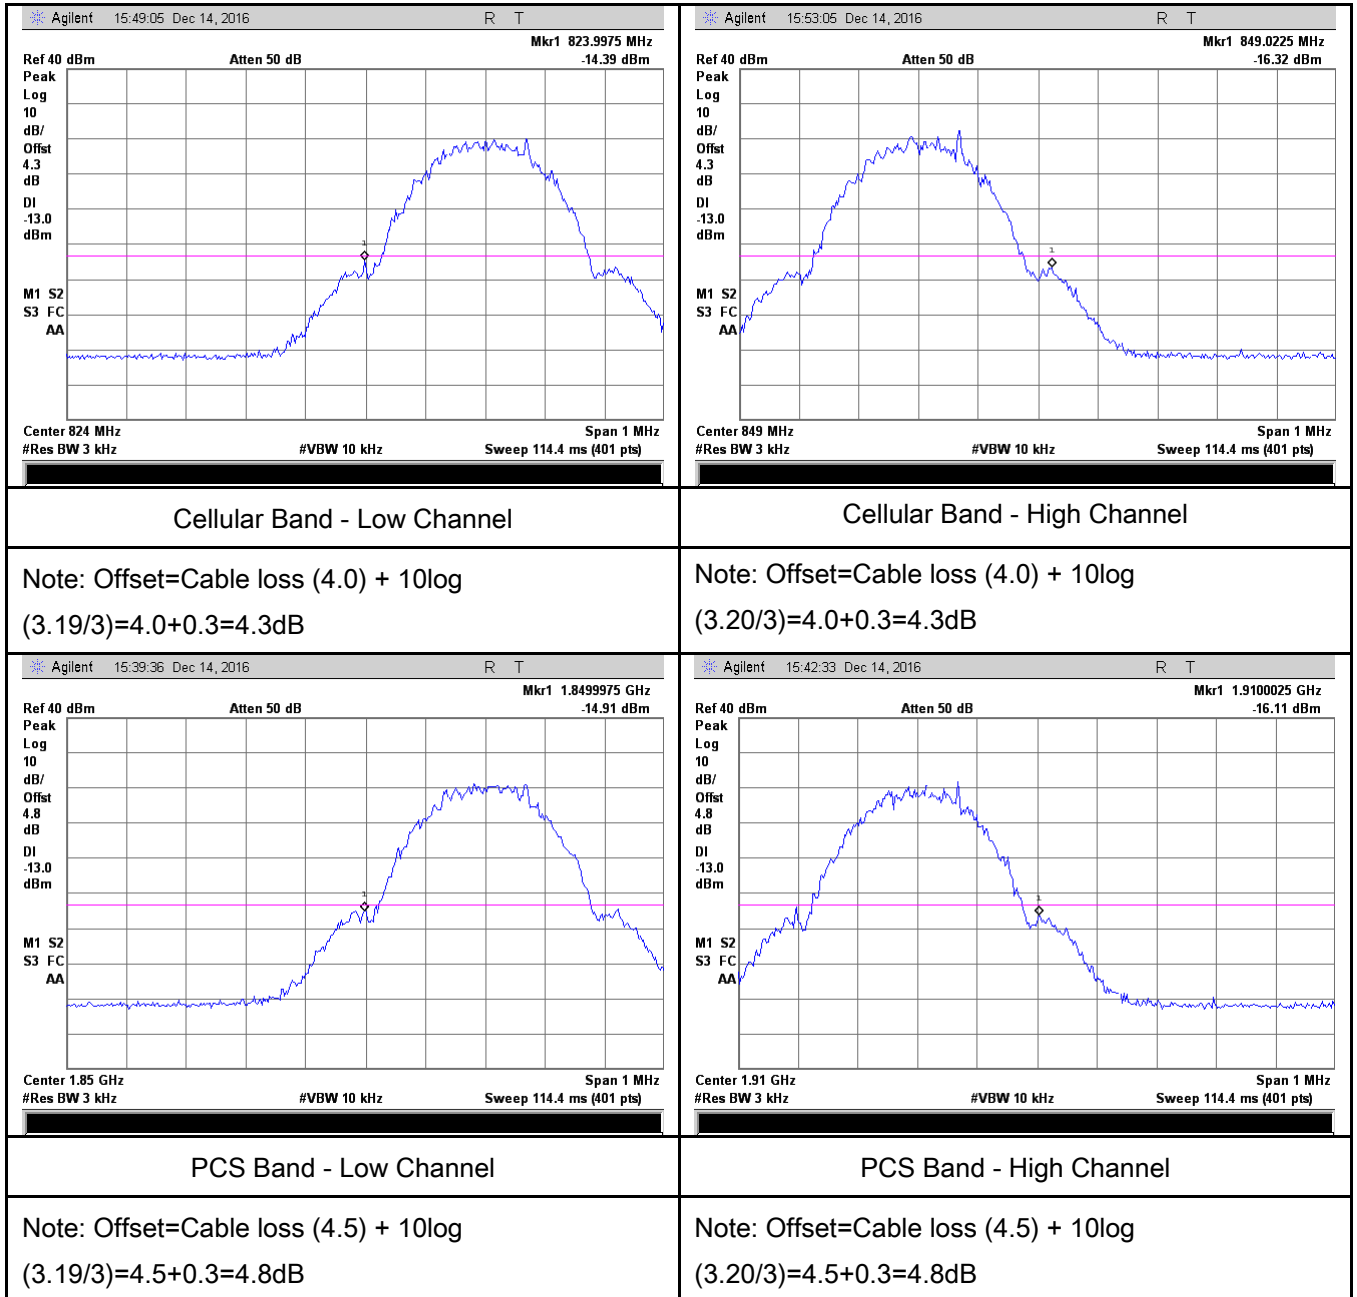 Agilent 15:49:05 Dec 14, 2016 R T
Mkr1 823.9975 MHz
Ref 40 dBm Atten 50 dB -14.39 dBm
Peak
Log
10
dB/
Offst
4.3
dB
DI
-13.0
dBm
1
M1 S2
S3 FC
AA
Center 824 MHz Span 1 MHz
#Res BW 3 kHz #VBW 10 kHz Sweep 114.4 ms (401 pts)
Cellular Band - Low Channel
Note: Offset=Cable loss (4.0) + 10log
(3.19/3)=4.0+0.3=4.3dB
Agilent 15:53:05 Dec 14, 2016 R T
Mkr1 849.0225 MHz
Ref 40 dBm Atten 50 dB -16.32 dBm
Peak
Log
10
dB/
Offst
4.3
dB
DI
-13.0
dBm
1
M1 S2
S3 FC
AA
Center 849 MHz Span 1 MHz
#Res BW 3 kHz #VBW 10 kHz Sweep 114.4 ms (401 pts)
Cellular Band - High Channel
Note: Offset=Cable loss (4.0) + 10log
(3.20/3)=4.0+0.3=4.3dB
Agilent 15:39:36 Dec 14, 2016 R T
Mkr1 1.8499975 GHz
Ref 40 dBm Atten 50 dB -14.91 dBm
Peak
Log
10
dB/
Offst
4.8
dB
DI
-13.0
dBm
1
M1 S2
S3 FC
AA
Center 1.85 GHz Span 1 MHz
#Res BW 3 kHz #VBW 10 kHz Sweep 114.4 ms (401 pts)
PCS Band - Low Channel
Note: Offset=Cable loss (4.5) + 10log
(3.19/3)=4.5+0.3=4.8dB
Agilent 15:42:33 Dec 14, 2016 R T
Mkr1 1.9100025 GHz
Ref 40 dBm Atten 50 dB -16.11 dBm
Peak
Log
10
dB/
Offst
4.8
dB
DI
-13.0
dBm
1
M1 S2
S3 FC
AA
Center 1.91 GHz Span 1 MHz
#Res BW 3 kHz #VBW 10 kHz Sweep 114.4 ms (401 pts)
PCS Band - High Channel
Note: Offset=Cable loss (4.5) + 10log
(3.20/3)=4.5+0.3=4.8dB